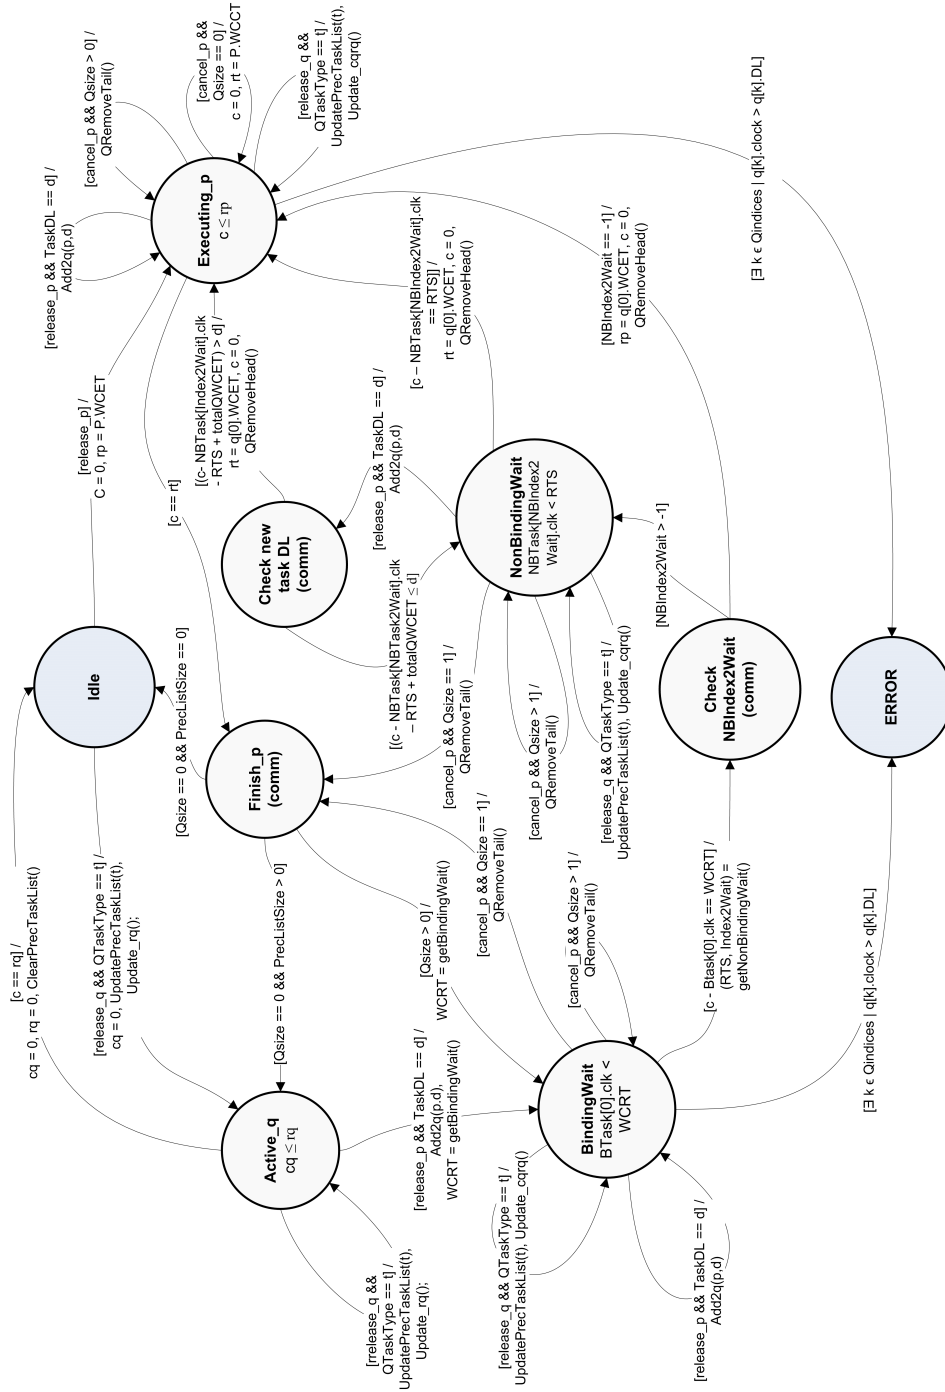 [c == rq] /
cq = 0, rq = 0, ClearPrecTaskList()
Idle
[release_q && QTaskType == t] /
cq = 0, UpdatePrecTaskList(t),
Update_rq();
[release_p] /
C = 0, rp = P.WCET
[release_p && TaskDL == d] /
Add2q(p,d)
[cancel_p && Qsize > 0] /
QRemoveTail()
[cancel_p &&
Qsize == 0] /
c = 0, rt = P.WCCT
[release_q &&
QTaskType == t] /
UpdatePrecTaskList(t),
Update_cqrq()
Executing_p
c ≤ rp
[c == rt]
[Qsize == 0 && PrecListSize == 0]
Finish_p
(comm)
Active_q
cq ≤ rq
[Qsize == 0 && PrecListSize > 0]
[rrelease_q &&
QTaskType == t] /
UpdatePrecTaskList(t),
Update_rq();
[(c- NBTask[Index2Wait].clk
- RTS + totalQWCET) > d] /
rt = q[0].WCET, c = 0,
QRemoveHead()
Check new
task DL
(comm)
[release_p && TaskDL == d] /
Add2q(p,d)
[(c - NBTask[NBTask2Wait].clk
– RTS + totalQWCET ≤ d]
[c – NBTask[NBIndex2Wait].clk
== RTS]] /
rt = q[0].WCET, c = 0,
QRemoveHead()
[release_p && TaskDL == d] /
Add2q(p.d),
WCRT = getBindingWait()
[Qsize > 0] /
WCRT = getBindingWait()
[cancel_p && Qsize == 1] /
QRemoveTail()
[cancel_p && Qsize == 1] /
QRemoveTail()
NonBindingWait
NBTask[NBIndex2
Wait].clk < RTS
[cancel_p && Qsize > 1] /
QRemoveTail()
[release_q && QTaskType == t] /
UpdatePrecTaskList(t), Update_cqrq()
[release_q && QTaskType == t] /
UpdatePrecTaskList(t), Update_cqrq()
BindingWait
BTask[0].clk <
WCRT
[cancel_p && Qsize > 1] /
QRemoveTail()
[NBIndex2Wait == -1] /
rp = q[0].WCET, c = 0,
QRemoveHead()
[NBIndex2Wait > -1]
[release_p && TaskDL == d] /
Add2q(p,d)
[c - Btask[0].clk == WCRT] /
(RTS, Index2Wait) =
getNonBindingWait()
Check
NBIndex2Wait
(comm)
[∃ k ϵ Qindices | q[k].clock > q[k].DL]
[∃ k ϵ Qindices | q[k].clock > q[k].DL]
ERROR